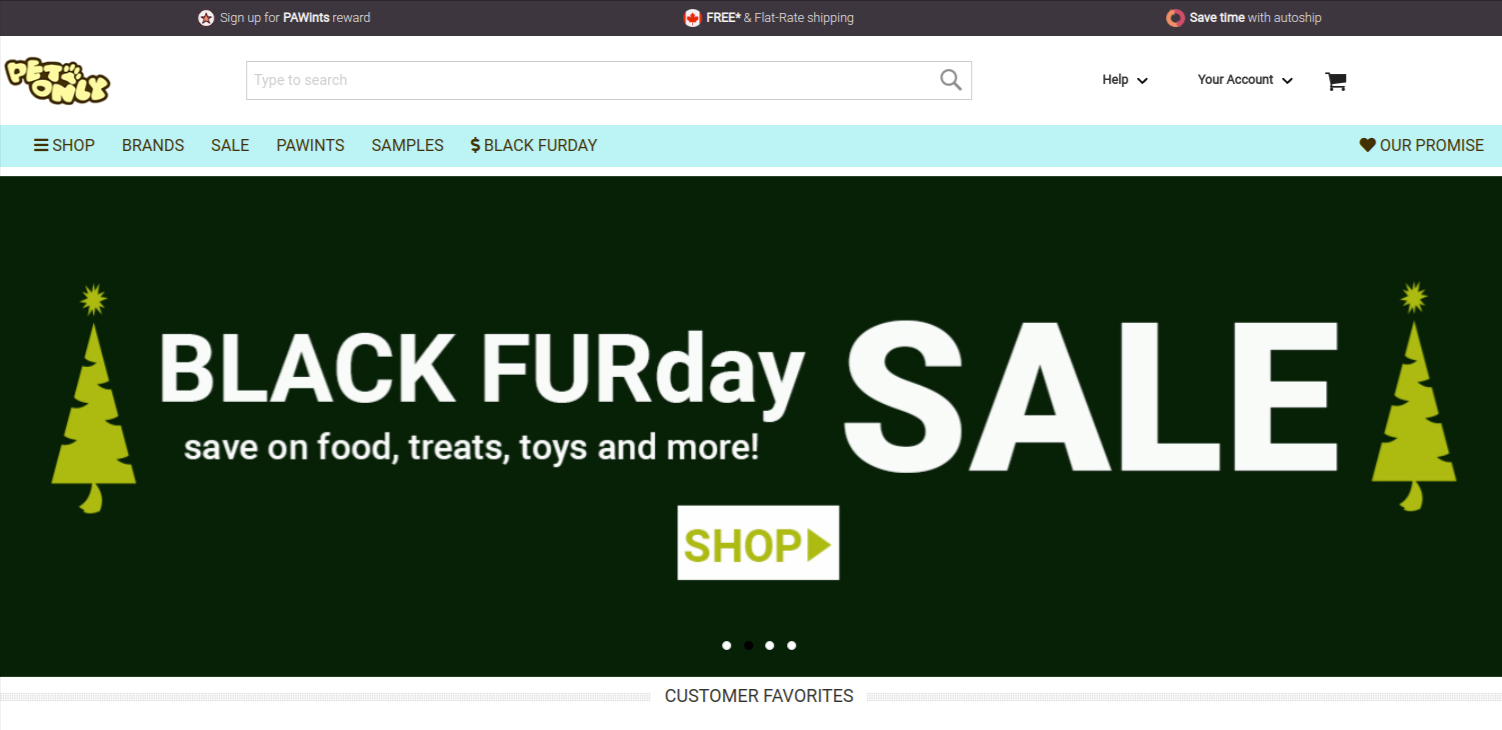 Sign up for PAWInts reward
FREE* & Flat-Rate shipping
Save time with autoship
PETS ONLY
Type to search
Help
Your Account
SHOP
BRANDS
SALE
PAWINTS
SAMPLES
$ BLACK FURDAY
OUR PROMISE
BLACK FURday
save on food, treats, toys and more!
SALE
SHOP
CUSTOMER FAVORITES